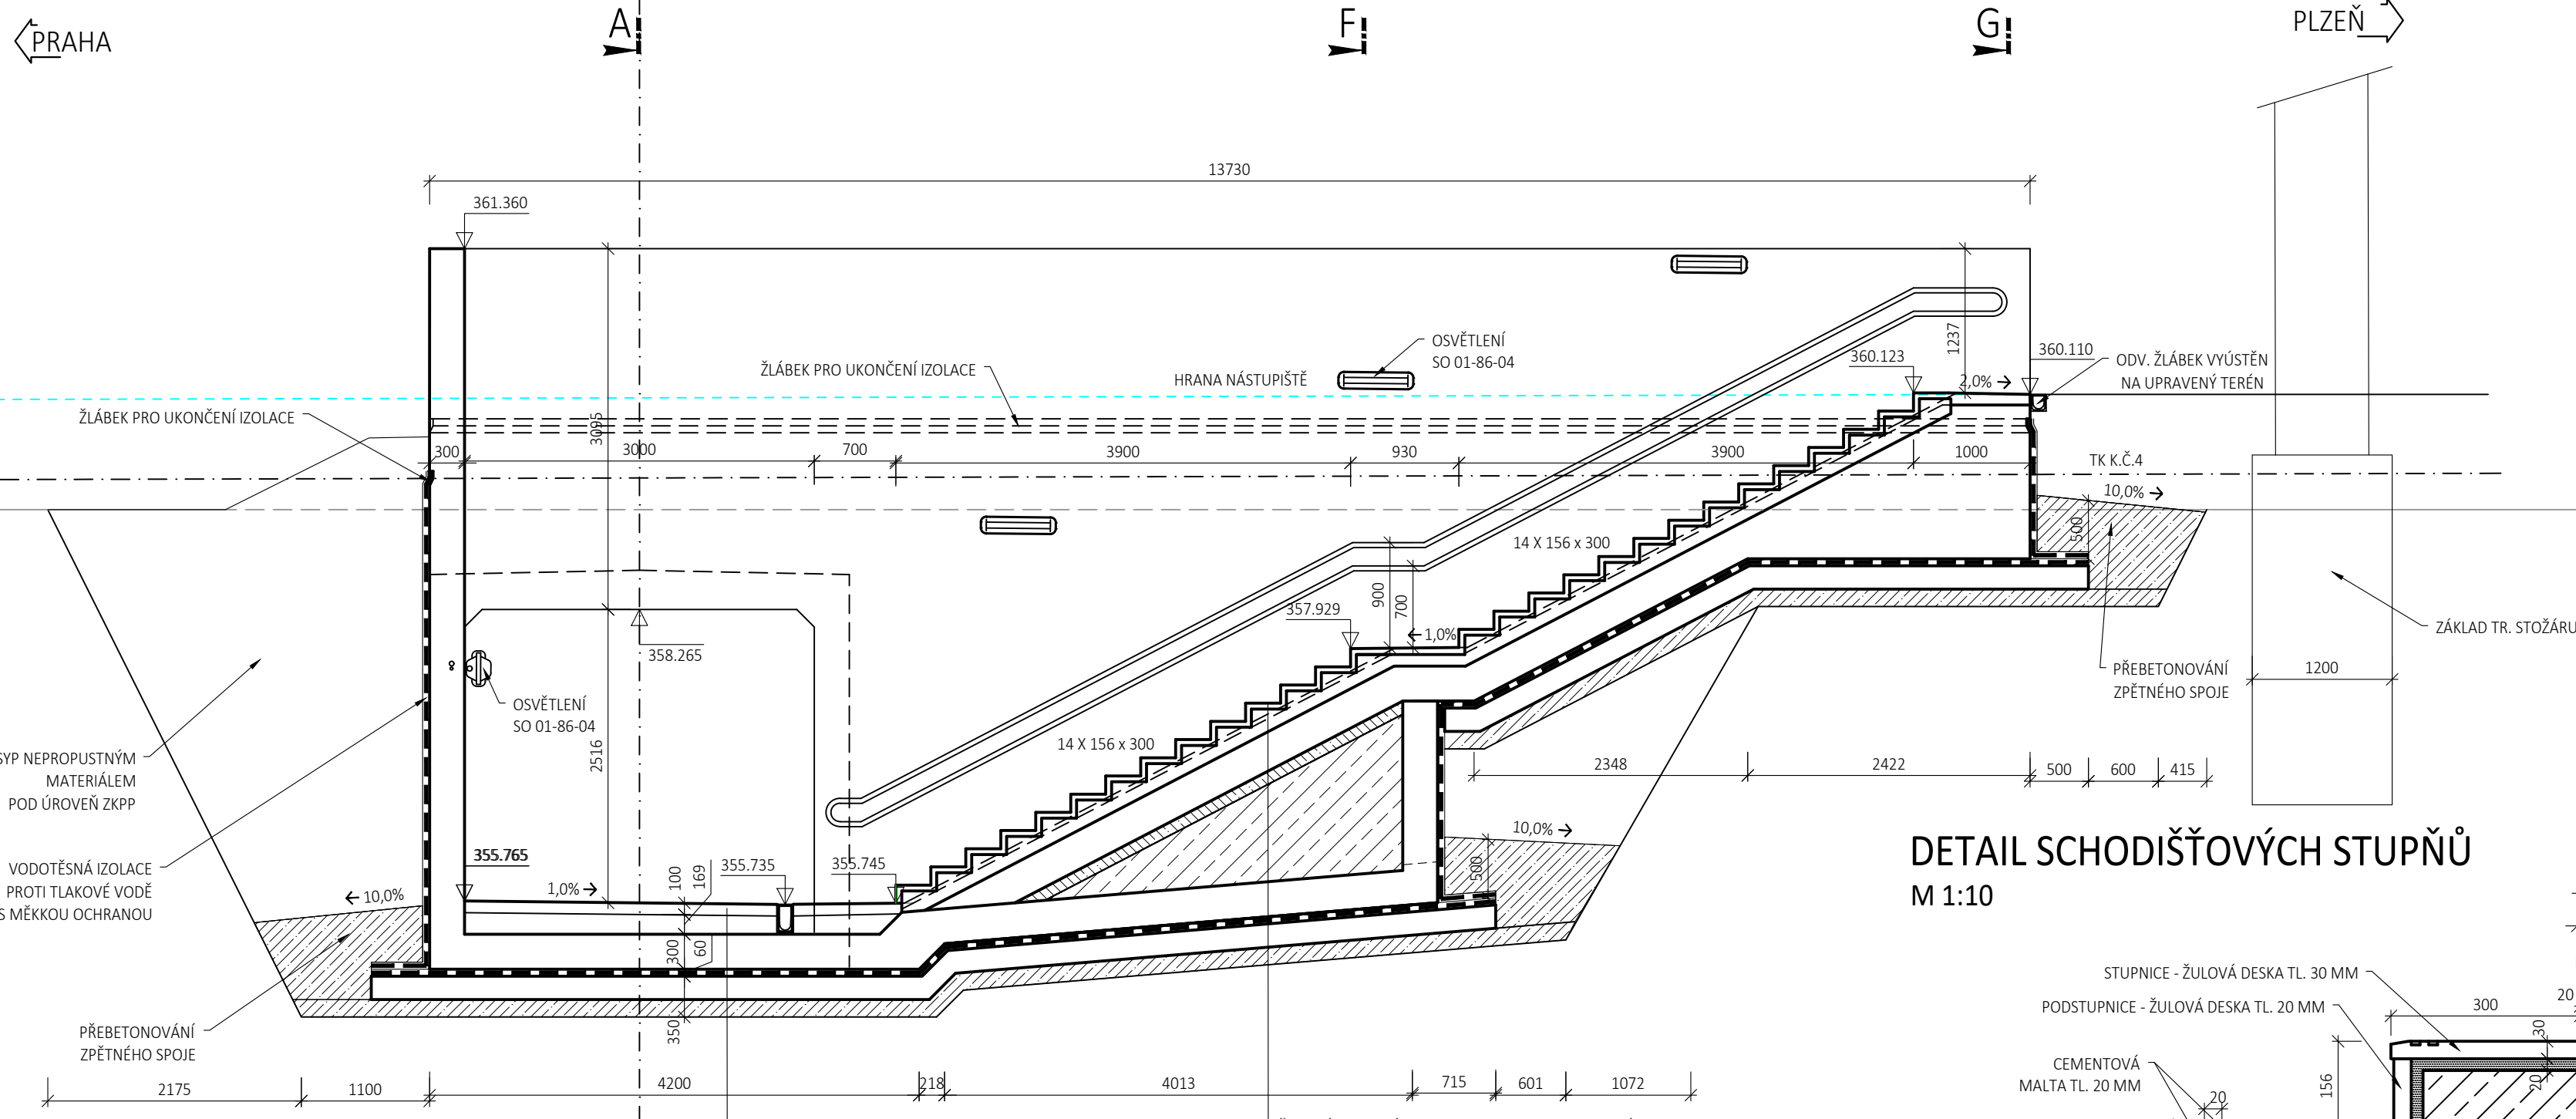 PRAHA
A
F
G
PLZEŇ
13730
361.360
OSVĚTLENÍ
SO 01-86-04
1237
360.123
2,0%
360.110
ODV. ŽLÁBEK VYÚSTĚN
NA UPRAVENÝ TERÉN
ŽLÁBEK PRO UKONČENÍ IZOLACE
HRANA NÁSTUPIŠTĚ
ŽLÁBEK PRO UKONČENÍ IZOLACE
3095
300
3000
700
3900
930
3900
1000
TK K.Č.4
10,0%
500
14 X 156 x 300
900
700
357.929
1,0%
358.265
ZÁKLAD TR. STOŽÁRU
PŘEBETONOVÁNÍ
ZPĚTNÉHO SPOJE
1200
OSVĚTLENÍ
SO 01-86-04
2516
14 X 156 x 300
SYP NEPROPUSTNÝM
MATERIÁLEM
POD ÚROVEŇ ZKPP
2348
2422
500
600
415
VODOTĚSNÁ IZOLACE
PROTI TLAKOVÉ VODĚ
S MĚKKOU OCHRANOU
355.765
1,0%
100
169
355.735
355.745
10,0%
500
10,0%
300
60
350
DETAIL SCHODIŠŤOVÝCH STUPŇŮ
M 1:10
PŘEBETONOVÁNÍ
ZPĚTNÉHO SPOJE
2175
1100
4200
218
4013
715
601
1072
STUPNICE - ŽULOVÁ DESKA TL. 30 MM
PODSTUPNICE - ŽULOVÁ DESKA TL. 20 MM
CEMENTOVÁ
MALTA TL. 20 MM
300
20
30
20
156
20